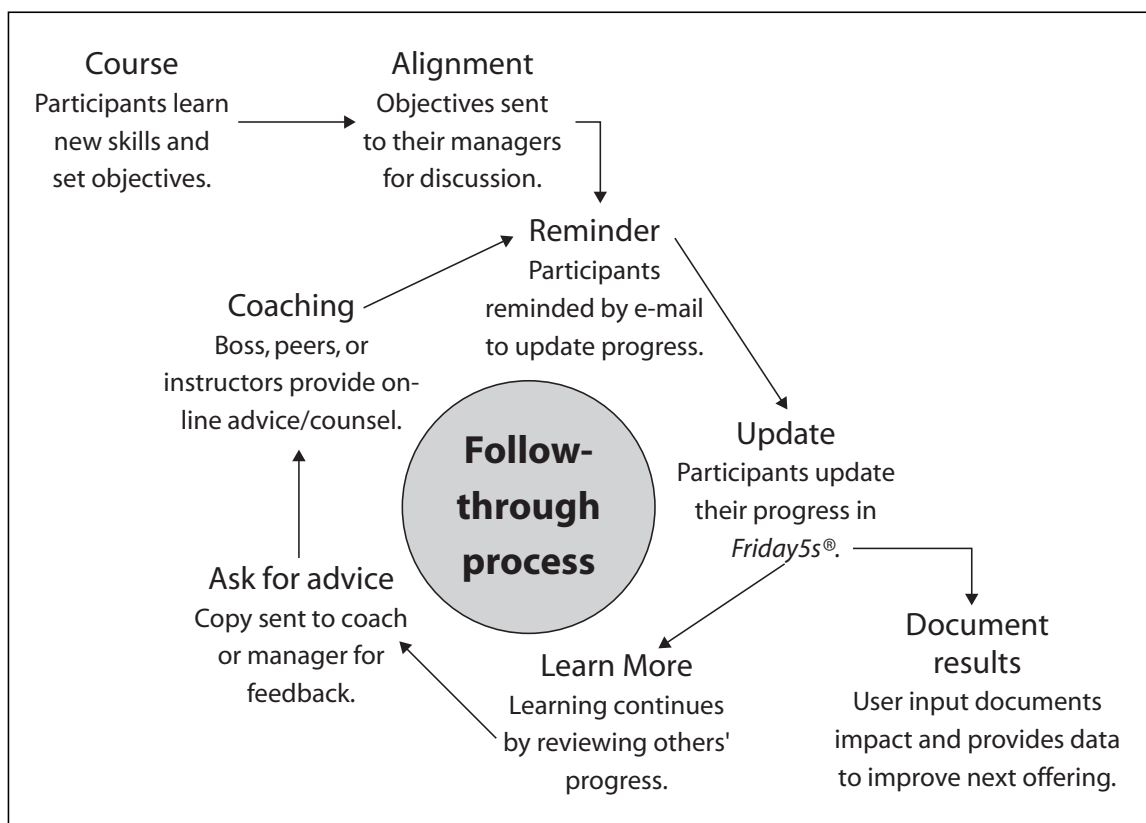 Course
Participants learn
new skills and
set objectives.
Alignment
Objectives sent
to their managers
for discussion.
Reminder
Participants
reminded by e-mail
to update progress.
Update
Participants update
their progress in
Friday5s®.
Document
results
User input documents
impact and provides data
to improve next offering.
Learn More
Learning continues
by reviewing others'
progress.
Ask for advice
Copy sent to coach
or manager for
feedback.
Coaching
Boss, peers, or
instructors provide on-
line advice/counsel.
Follow-
through
process